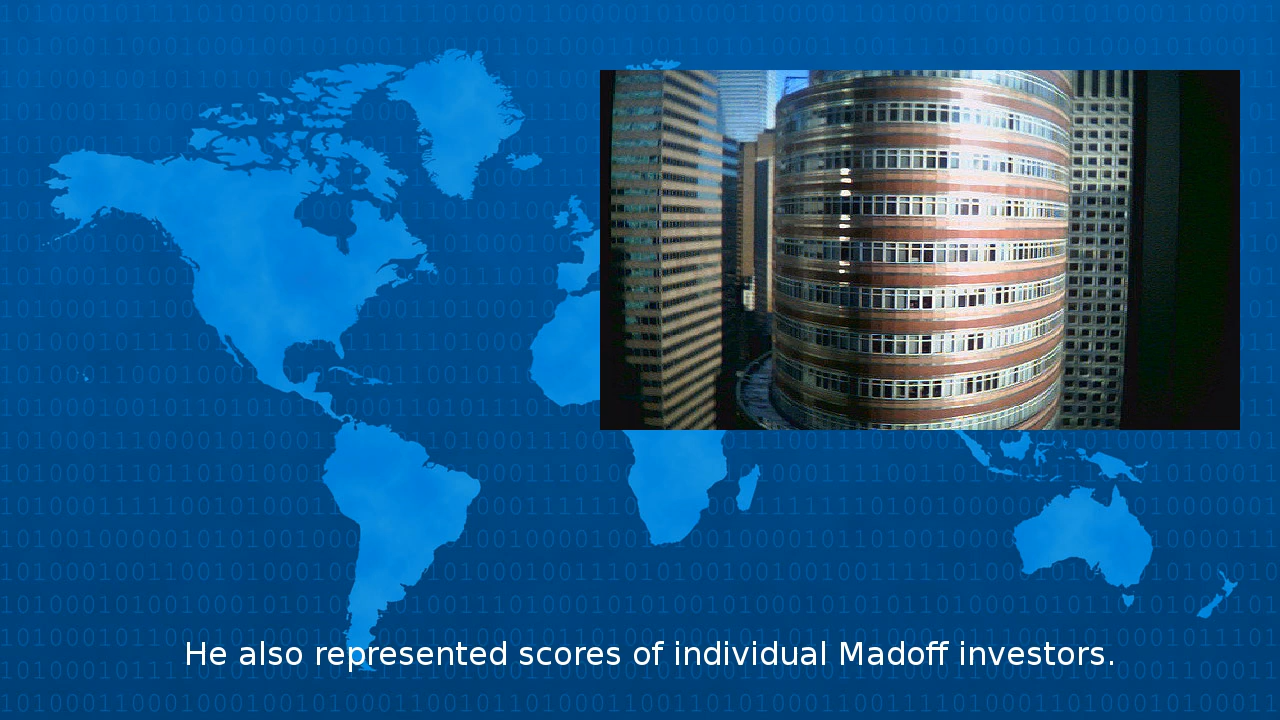 He also represented scores of individual Madoff investors.